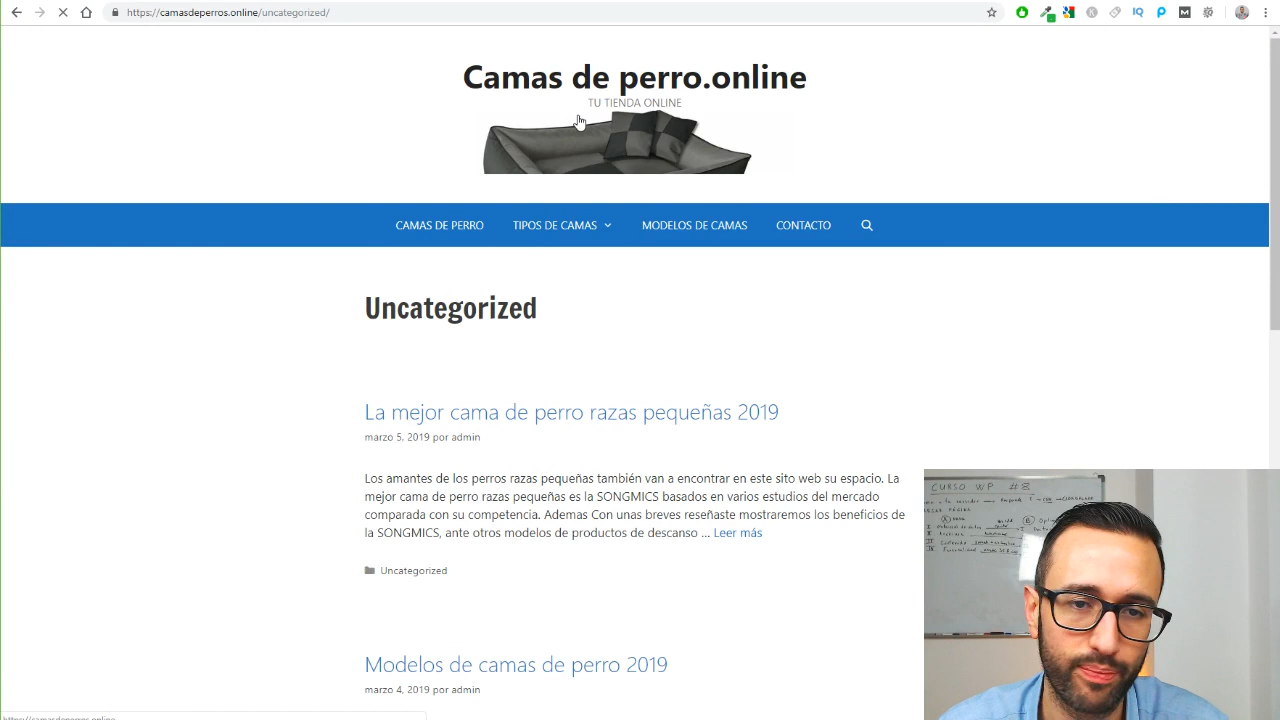 https://camasdeperros.online/uncategorized/
Camas de perro.online
TU TIENDA ONLINE
CAMAS DE PERRO
TIPOS DE CAMAS
MODELOS DE CAMAS
CONTACTO
Uncategorized
La mejor cama de perro razas pequeñas 2019
marzo 5, 2019 por admin
Los amantes de los perros razas pequeñas también van a encontrar en este sito web su espacio. La
mejor cama de perro razas pequeñas es la SONGMICS basados en varios estudios del mercado
comparada con su competencia. Ademas Con unas breves reseñaste mostraremos los beneficios de
la SONGMICS, ante otros modelos de productos de descanso ... Leer más
Uncategorized
Modelos de camas de perro 2019
marzo 4, 2019 por admin
https://camasdeperros.online
CURSO WP #8